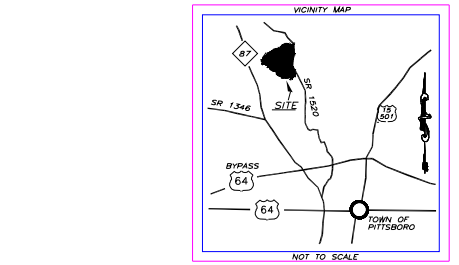 VICINITY MAP
87
SR 1520
SITE
SR 1346
15
501
BYPASS
64
64
TOWN OF
PITTSBORO
NOT TO SCALE